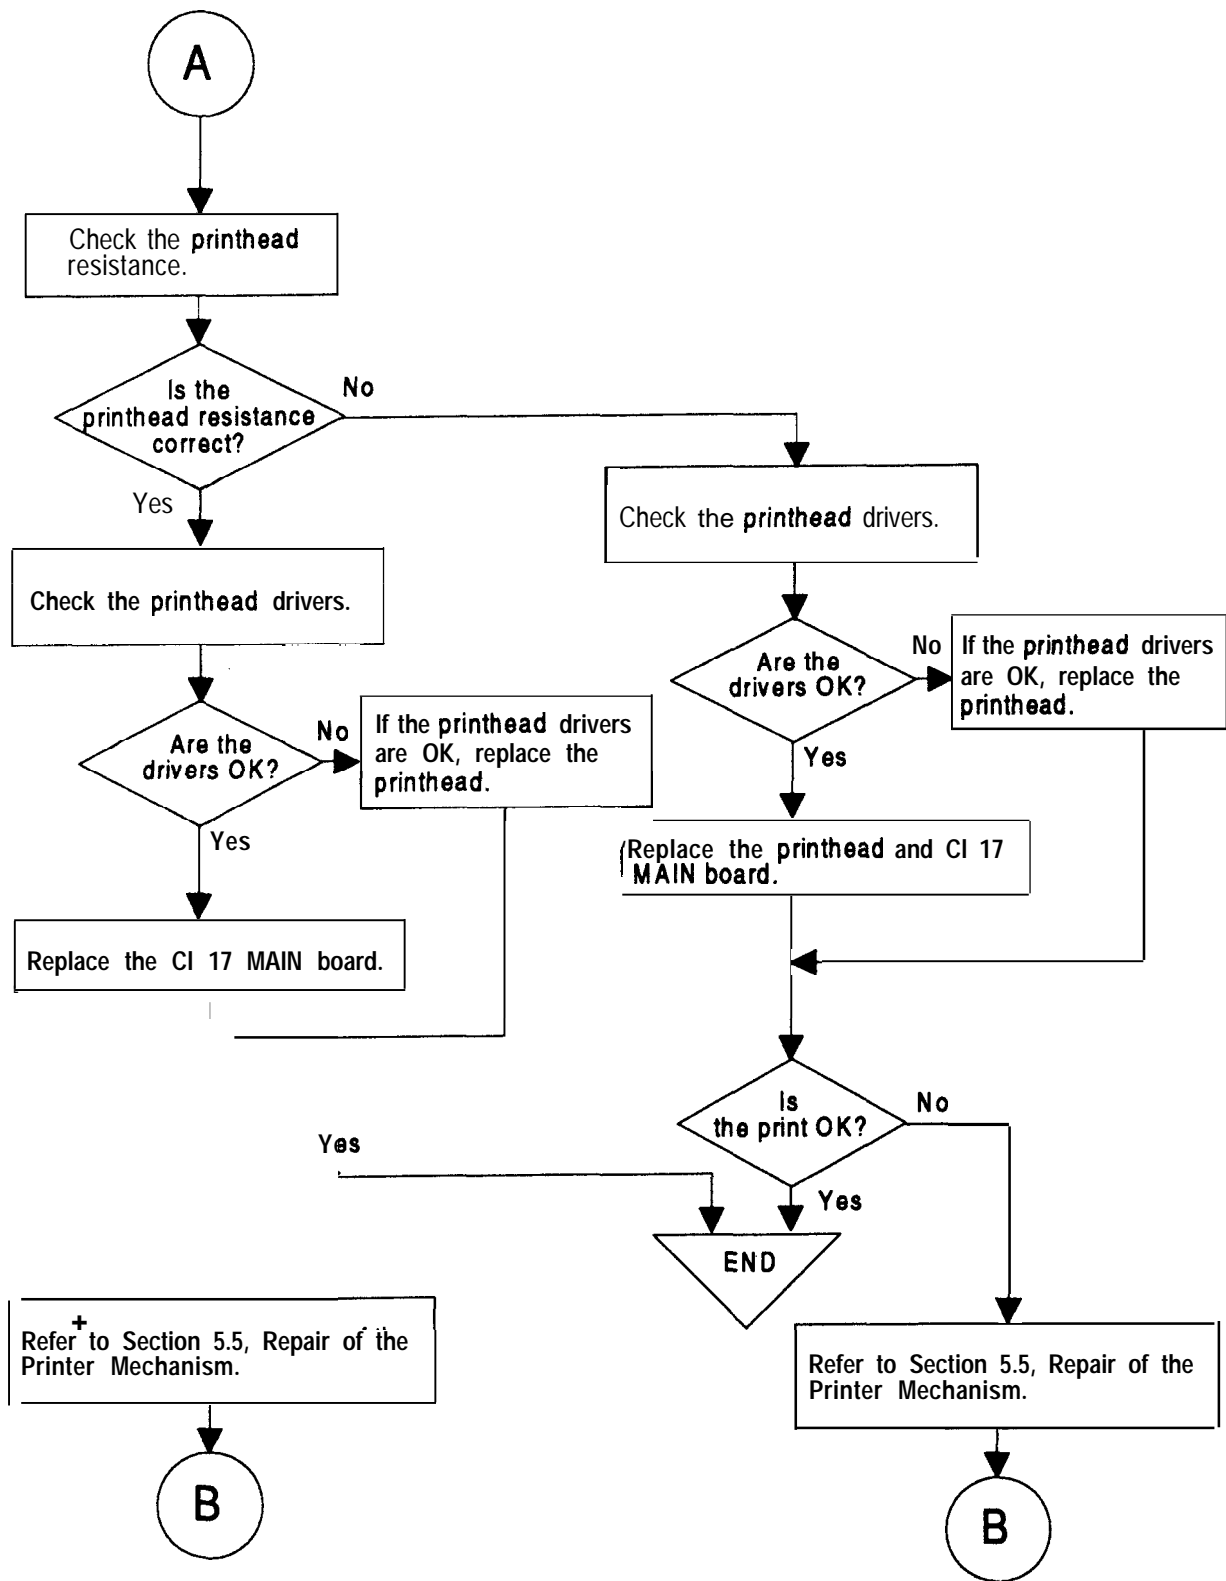 A
Check the printhead
resistance.
Is the
printhead resistance
correct?
No
Yes
Check the printhead drivers.
Check the printhead drivers.
Are the
drivers OK?
No
If the printhead drivers
are OK, replace the
printhead.
Yes
Replace the CI 17 MAIN board.
Are the
drivers OK?
No
If the printhead drivers
are OK, replace the
printhead.
Yes
Replace the printhead and CI 17
MAIN board.
Is
the print OK?
No
Yes
Yes
END
Refer to Section 5.5, Repair of the
Printer Mechanism.
B
Refer to Section 5.5, Repair of the
Printer Mechanism.
B